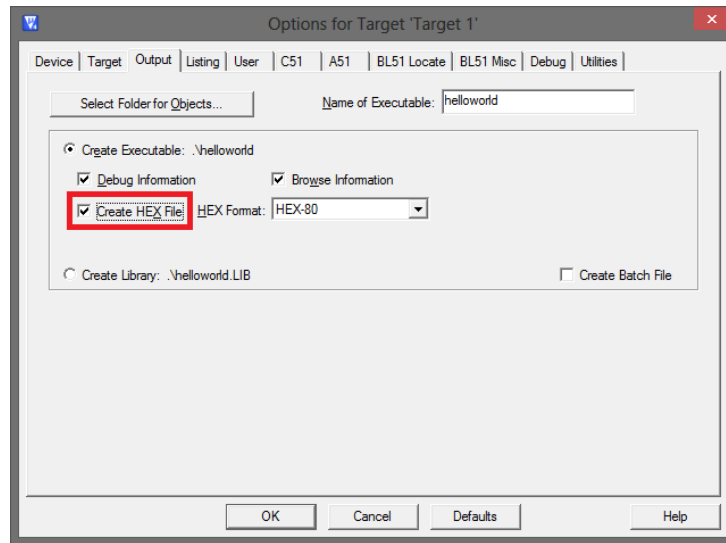 Options for Target 'Target 1'
Device Target Output Listing User C51 A51 BL51 Locate BL51 Misc Debug Utilities
Select Folder for Objects... Name of Executable: helloworld
Create Executable: .\helloworld
Debug Information Browse Information
Create HEX File HEX Format: HEX-80
Create Library: .\helloworld.LIB Create Batch File
OK Cancel Defaults Help